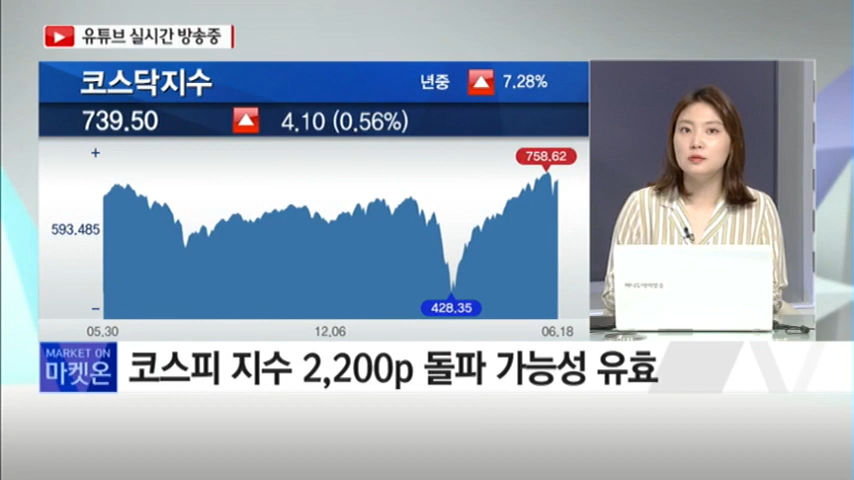 유튜브 실시간 방송중
코스닥지수 년중 7.28%
739.50 4.10 (0.56%)
+
758.62
593.485
428.35
−
05.30 12.06 06.18
MARKET ON
마켓온
코스피 지수 2,200p 돌파 가능성 유효